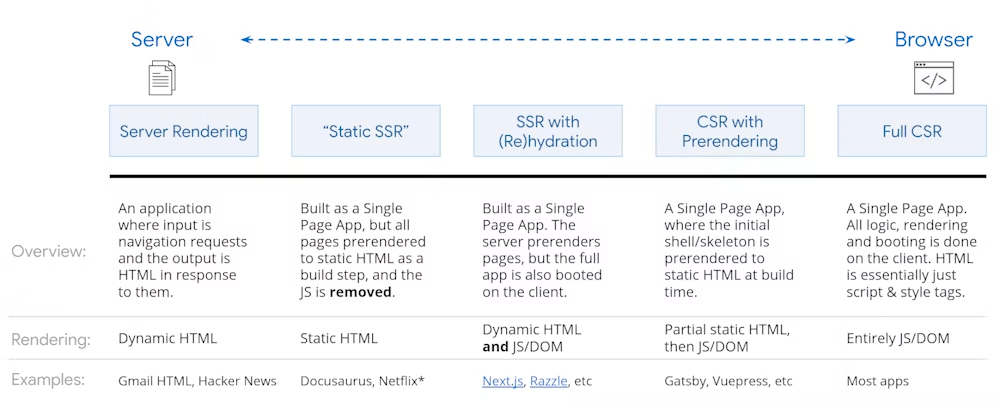 Server
Browser
</>
Server Rendering
“Static SSR”
SSR with
(Re)hydration
CSR with
Prerendering
Full CSR
Overview:
An application
where input is
navigation requests
and the output is
HTML in response
to them.
Built as a Single
Page App, but all
pages prerendered
to static HTML as a
build step, and the
JS is removed.
Built as a Single
Page App. The
server prerenders
pages, but the full
app is also booted
on the client.
A Single Page App,
where the initial
shell/skeleton is
prerendered to
static HTML at build
time.
A Single Page App.
All logic, rendering
and booting is done
on the client. HTML
is essentially just
script & style tags.
Rendering:
Dynamic HTML
Static HTML
Dynamic HTML
and JS/DOM
Partial static HTML,
then JS/DOM
Entirely JS/DOM
Examples:
Gmail HTML, Hacker News
Docusaurus, Netflix*
Next.js, Razzle, etc
Gatsby, Vuepress, etc
Most apps